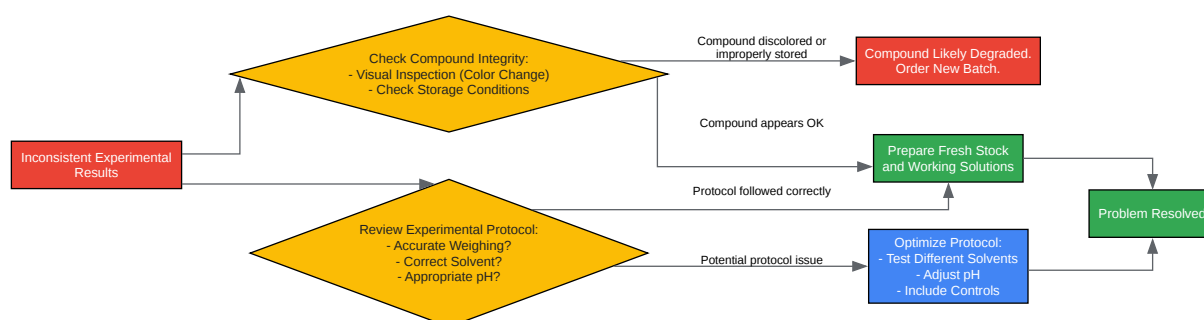 Compound discolored or
improperly stored
Check Compound Integrity:
- Visual Inspection (Color Change)
- Check Storage Conditions
Compound Likely Degraded.
Order New Batch.
Compound appears OK
Inconsistent Experimental
Results
Prepare Fresh Stock
and Working Solutions
Protocol followed correctly
Problem Resolved
Review Experimental Protocol:
- Accurate Weighing?
- Correct Solvent?
- Appropriate pH?
Potential protocol issue
Optimize Protocol:
- Test Different Solvents
- Adjust pH
- Include Controls